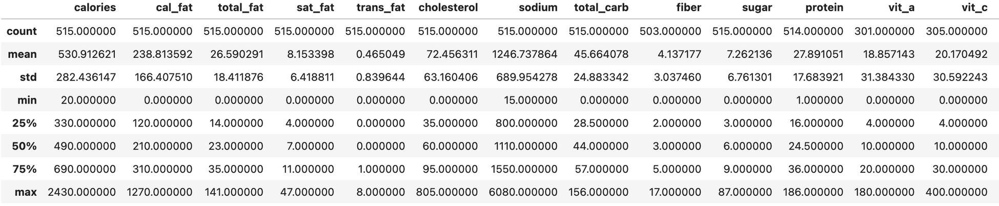 calories cal_fat total_fat sat_fat trans_fat cholesterol sodium total_carb fiber sugar protein vit_a vit_c
count 515.000000 515.000000 515.000000 515.000000 515.000000 515.000000 515.000000 515.000000 503.000000 515.000000 514.000000 301.000000 305.000000
mean 530.912621 238.813592 26.590291 8.153398 0.465049 72.456311 1246.737864 45.664078 4.137177 7.262136 27.891051 18.857143 20.170492
std 282.436147 166.407510 18.411876 6.418811 0.839644 63.160406 689.954278 24.883342 3.037460 6.761301 17.683921 31.384330 30.592243
min 20.000000 0.000000 0.000000 0.000000 0.000000 0.000000 15.000000 0.000000 0.000000 0.000000 1.000000 0.000000 0.000000
25% 330.000000 120.000000 14.000000 4.000000 0.000000 35.000000 800.000000 28.500000 2.000000 3.000000 16.000000 4.000000 4.000000
50% 490.000000 210.000000 23.000000 7.000000 0.000000 60.000000 1110.000000 44.000000 3.000000 6.000000 24.500000 10.000000 10.000000
75% 690.000000 310.000000 35.000000 11.000000 1.000000 95.000000 1550.000000 57.000000 5.000000 9.000000 36.000000 20.000000 30.000000
max 2430.000000 1270.000000 141.000000 47.000000 8.000000 805.000000 6080.000000 156.000000 17.000000 87.000000 186.000000 180.000000 400.000000